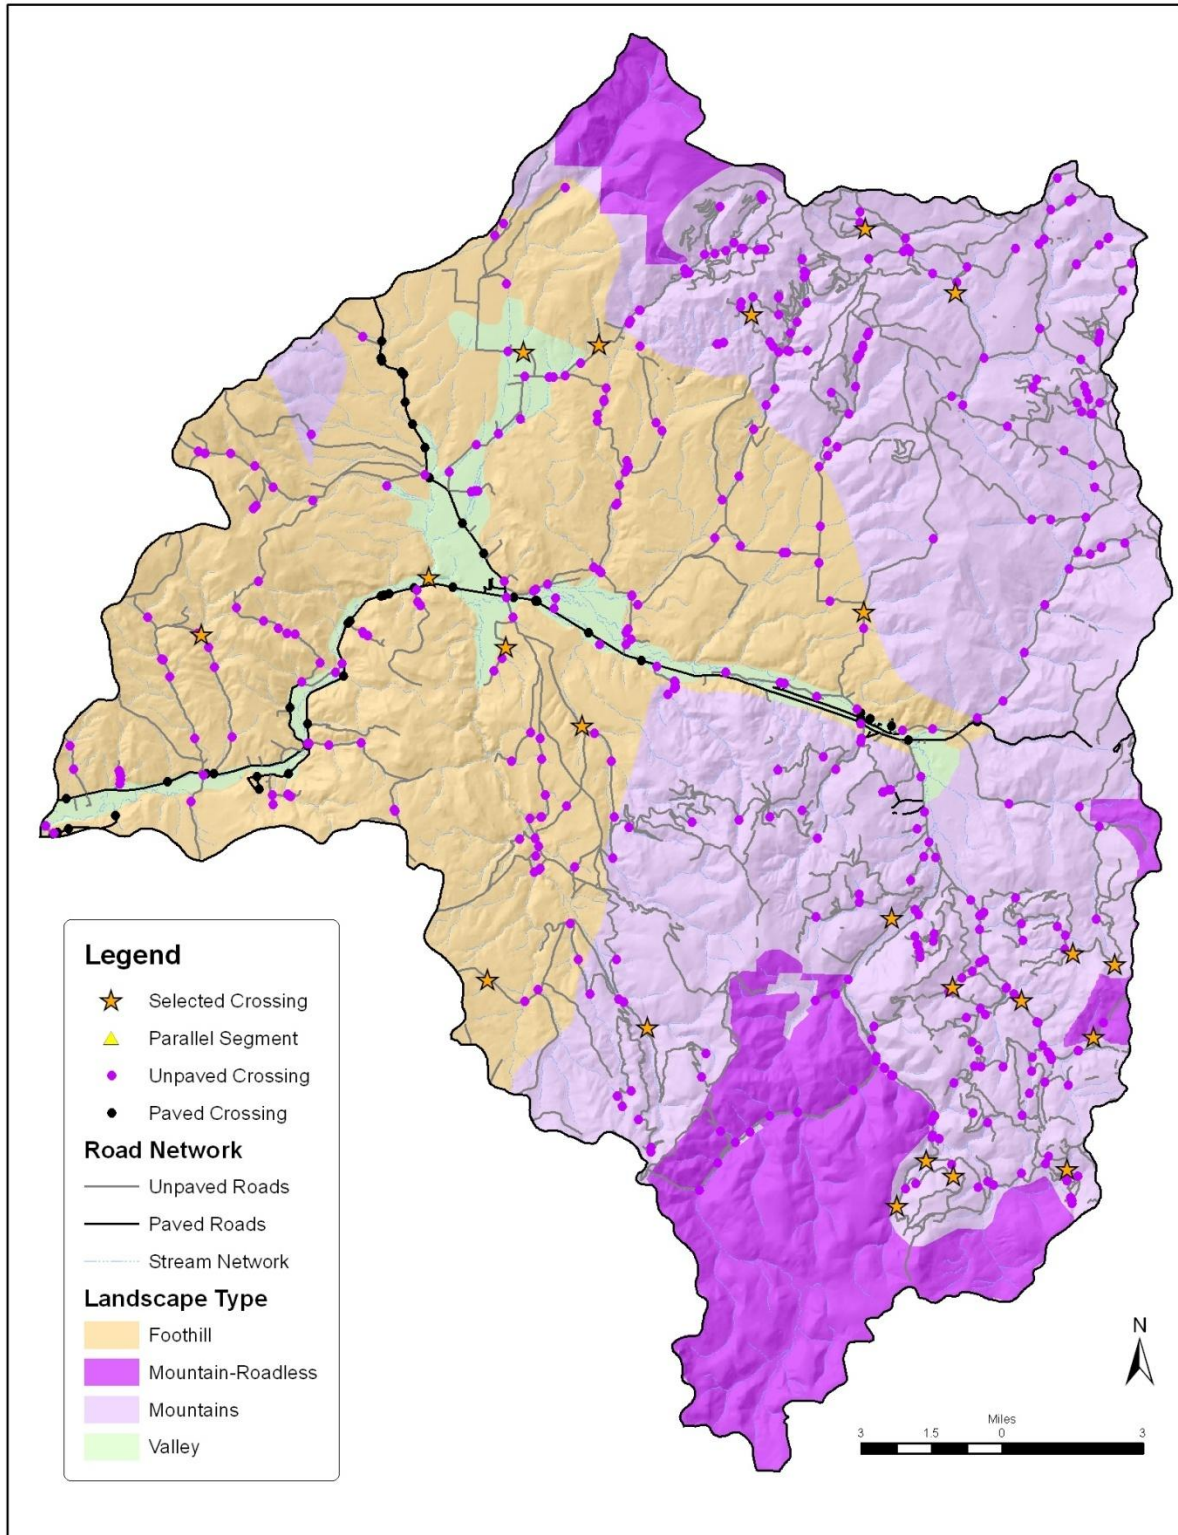 Legend
Selected Crossing
Parallel Segment
Unpaved Crossing
Paved Crossing
Road Network
Unpaved Roads
Paved Roads
Stream Network
Landscape Type
Foothill
Mountain-Roadless
Mountains
Valley
N
Miles
3 1.5 0 3